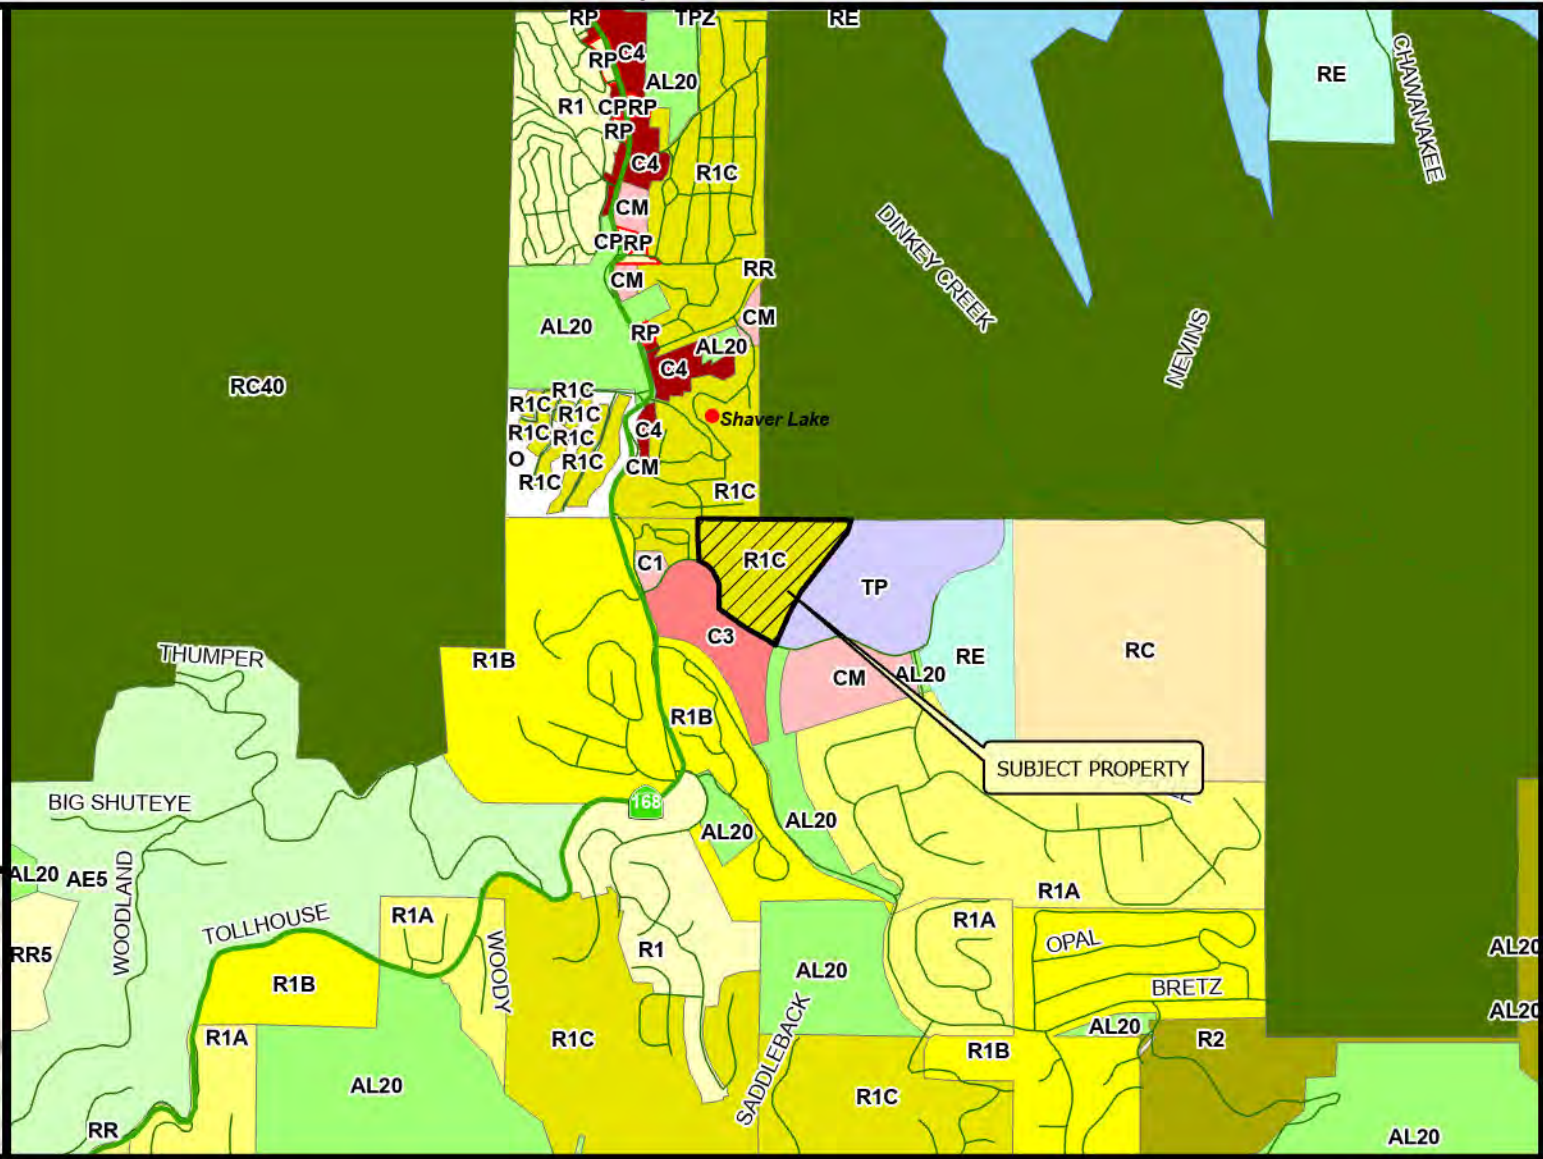 RP
TPZ
RE
RP
C4
AL20
RE
CHAWANAKEE
R1
CPRP
RP
C4
R1C
CM
DINKEY CREEK
CPRP
RR
CM
CM
AL20
RP
AL20
NEVINS
C4
RC40
R1C
R1C
R1C
Shaver Lake
R1C
R1C
C4
O
R1C
CM
R1C
R1C
C1
R1C
TP
C3
RC
THUMPER
R1B
RE
CM
AL20
R1B
SUBJECT PROPERTY
BIG SHUTEYE
168
AL20
AL20
AL20
AE5
WOODLAND
R1A
TOLLHOUSE
R1A
R1A
OPAL
AL20
RR5
WOODY
R1
AL20
R1B
BRETZ
AL20
SADDLEBACK
AL20
R1A
R1C
R1B
R2
AL20
R1C
RR
AL20